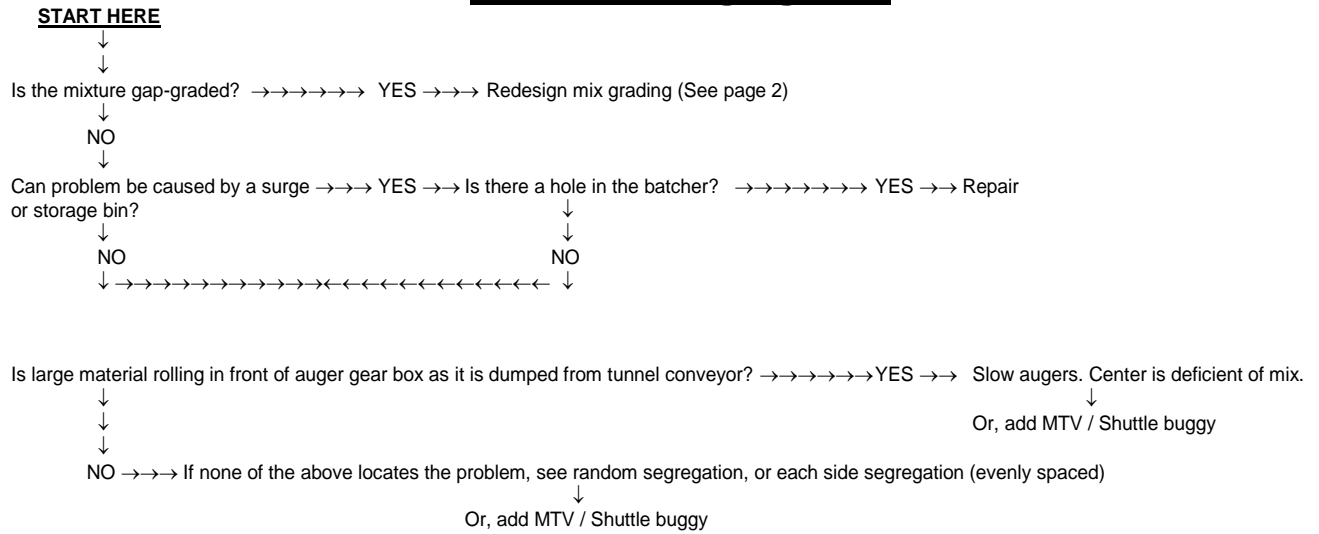 START HERE
↓
↓
Is the mixture gap-graded? →→→→→→ YES →→→ Redesign mix grading (See page 2)
↓
NO
↓
Can problem be caused by a surge →→→ YES →→ Is there a hole in the batcher? →→→→→→→ YES →→ Repair
or storage bin? ↓
↓ ↓
NO NO
↓ →→→→→→→→→→→←←←←←←←←←←←← ↓
Is large material rolling in front of auger gear box as it is dumped from tunnel conveyor? →→→→→→YES →→ Slow augers. Center is deficient of mix.
↓ ↓
↓ Or, add MTV / Shuttle buggy
↓
NO →→→ If none of the above locates the problem, see random segregation, or each side segregation (evenly spaced)
↓
Or, add MTV / Shuttle buggy